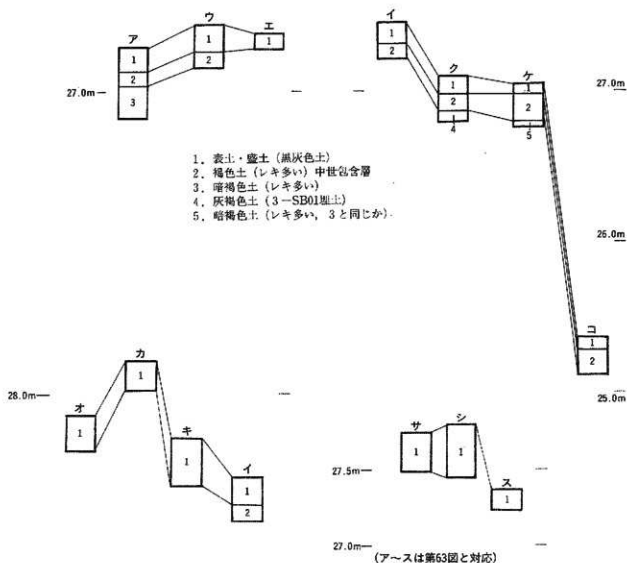 ア
ウ
エ
1
1
1
2
2
3
27.0m
イ
1
2
ク
1
2
4
ケ
1
2
5
27.0m
25.0m
コ
1
2
25.0m
1. 表土・盛土(黒灰色土)
2. 褐色土(レキ多い)中世包含層
3. 暗褐色土(レキ多い)
4. 灰褐色土(3-SB01埋土)
5. 暗褐色土(レキ多い,3と同じか)
28.0m
オ
1
カ
1
キ
1
イ
1
2
サ
1
シ
1
ス
1
27.5m
27.0m
(ア〜スは第63図と対応)